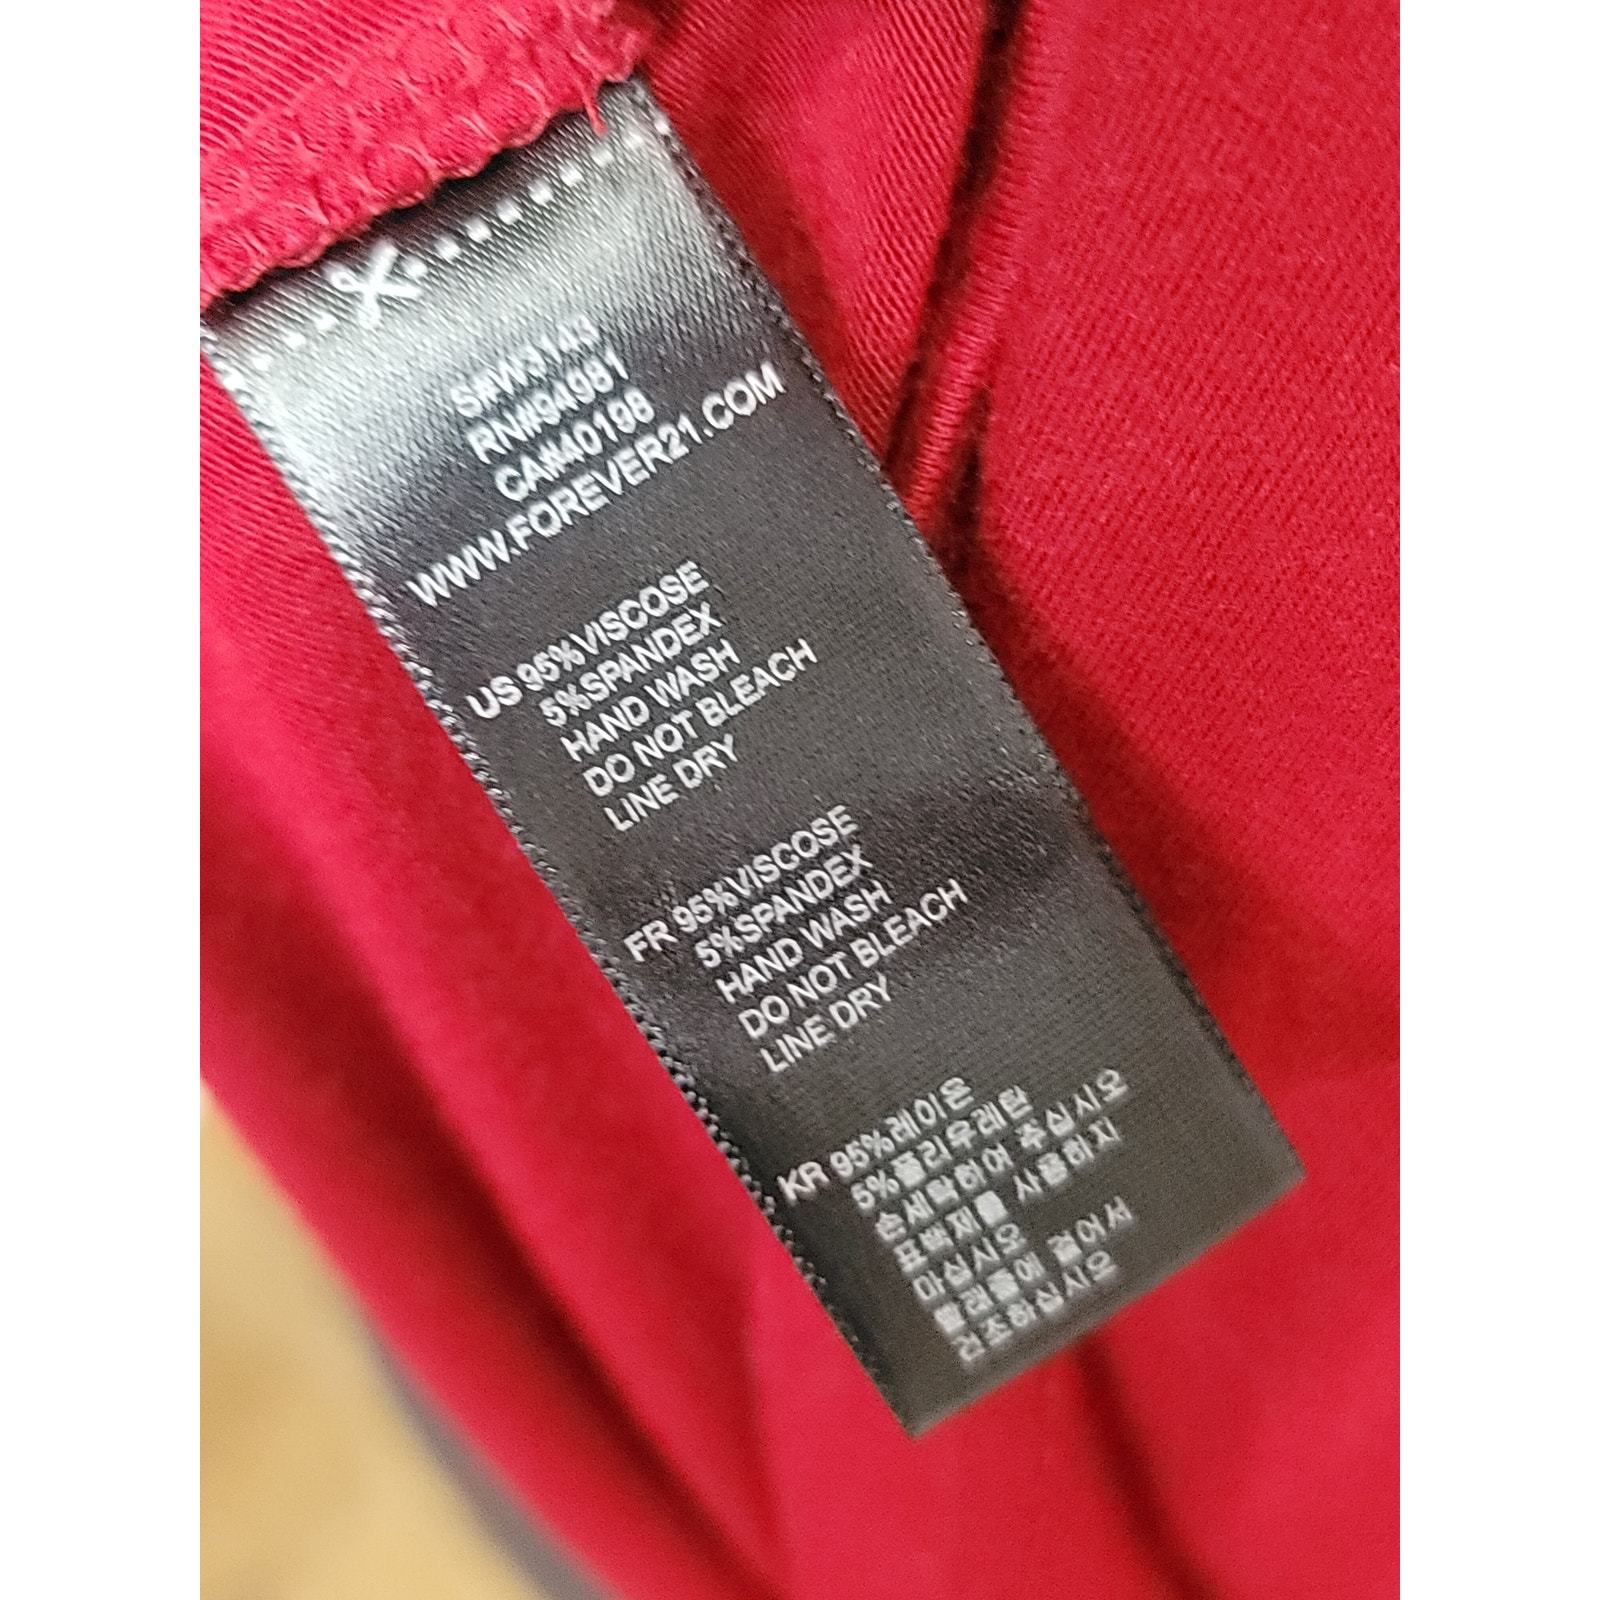 RN#94981
CA#40198
WWW.FOREVER21.COM
US 95%VISCOSE
5%SPANDEX
HAND WASH
DO NOT BLEACH
LINE DRY
FR 95%VISCOSE
5%SPANDEX
HAND WASH
DO NOT BLEACH
LINE DRY
KR 95%레이온
5%폴리우레탄
손세탁하여 주십시오
표백제를 사용하지
마십시오
빨랫줄에 걸어서
건조하십시오